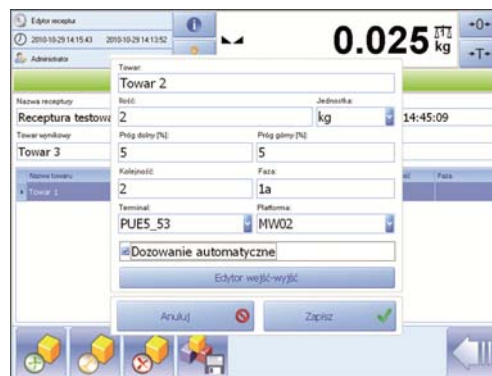 Edytor receptur
2010-10-29 14:15:43 2010-10-29 14:13:52
Administrator
0.025 kg
+0+
+T+
Nazwa receptury
Receptura testowa
14:45:09
Towar wynikowy
Towar 3
Nazwa towaru
Faza
Towar 1
Towar:
Towar 2
Ilość:
Jednostka:
2
kg
Próg dolny [%]:
Próg górny [%]:
5
5
Kolejność:
Faza:
2
1a
Terminal:
Platforma:
PUE5_53
MW02
Dozowanie automatyczne
Edytor wejść-wyjść
Anuluj
Zapisz